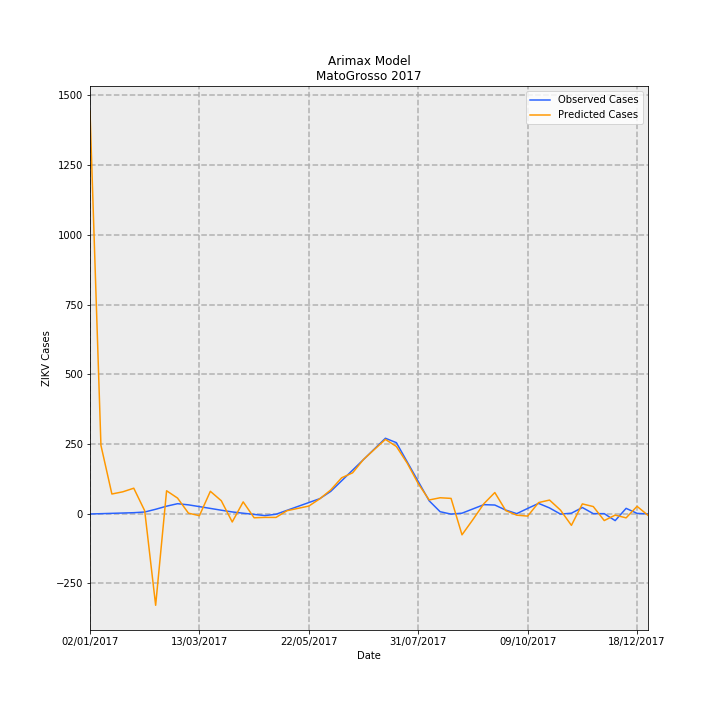 Arimax Model
MatoGrosso 2017
Observed Cases
Predicted Cases
1500
1250
1000
750
500
250
0
−250
ZIKV Cases
02/01/2017 13/03/2017 22/05/2017 31/07/2017 09/10/2017 18/12/2017
Date